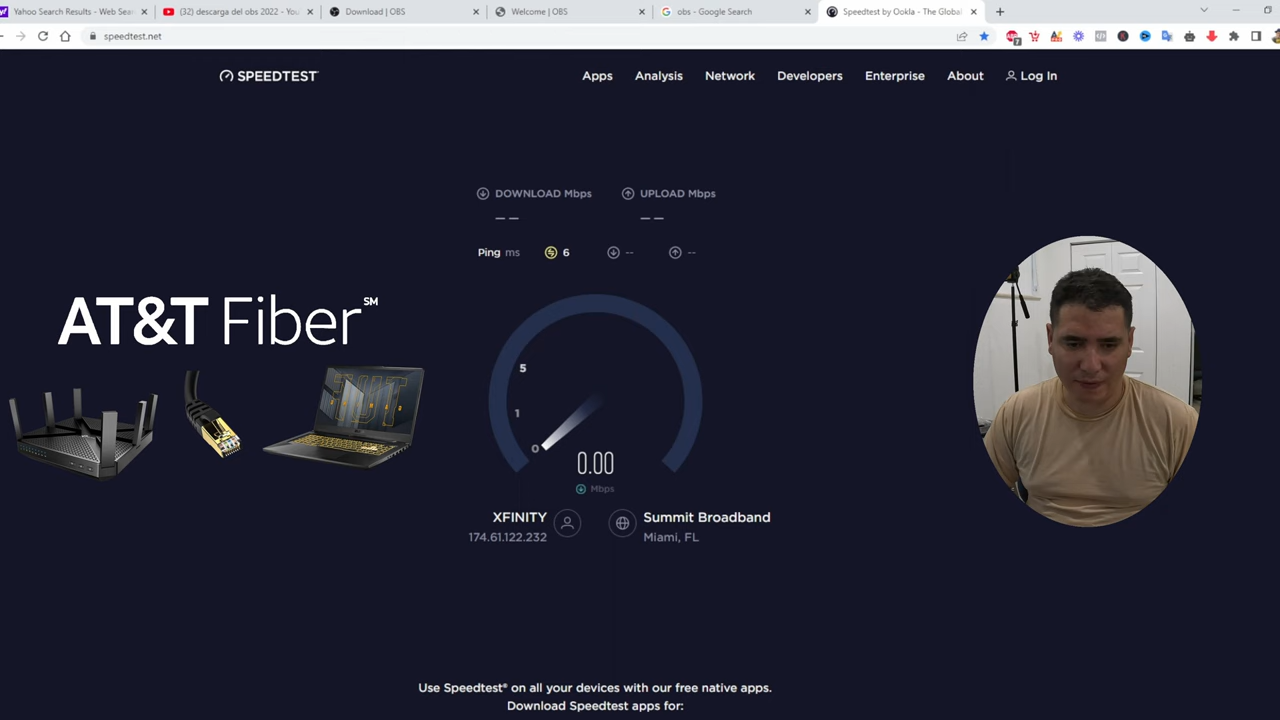 Yahoo Search Results - Web Sear
(32) descarga del obs 2022 - You
Download | OBS
Welcome | OBS
obs - Google Search
Speedtest by Ookla - The Global
speedtest.net
7
SPEEDTEST
Apps
Analysis
Network
Developers
Enterprise
About
Log In
DOWNLOAD Mbps
UPLOAD Mbps
— —
— —
Ping ms
6
--
--
AT&T Fiber℠
5
1
0
0.00
Mbps
XFINITY
174.61.122.232
Summit Broadband
Miami, FL
Use Speedtest® on all your devices with our free native apps.
Download Speedtest apps for: